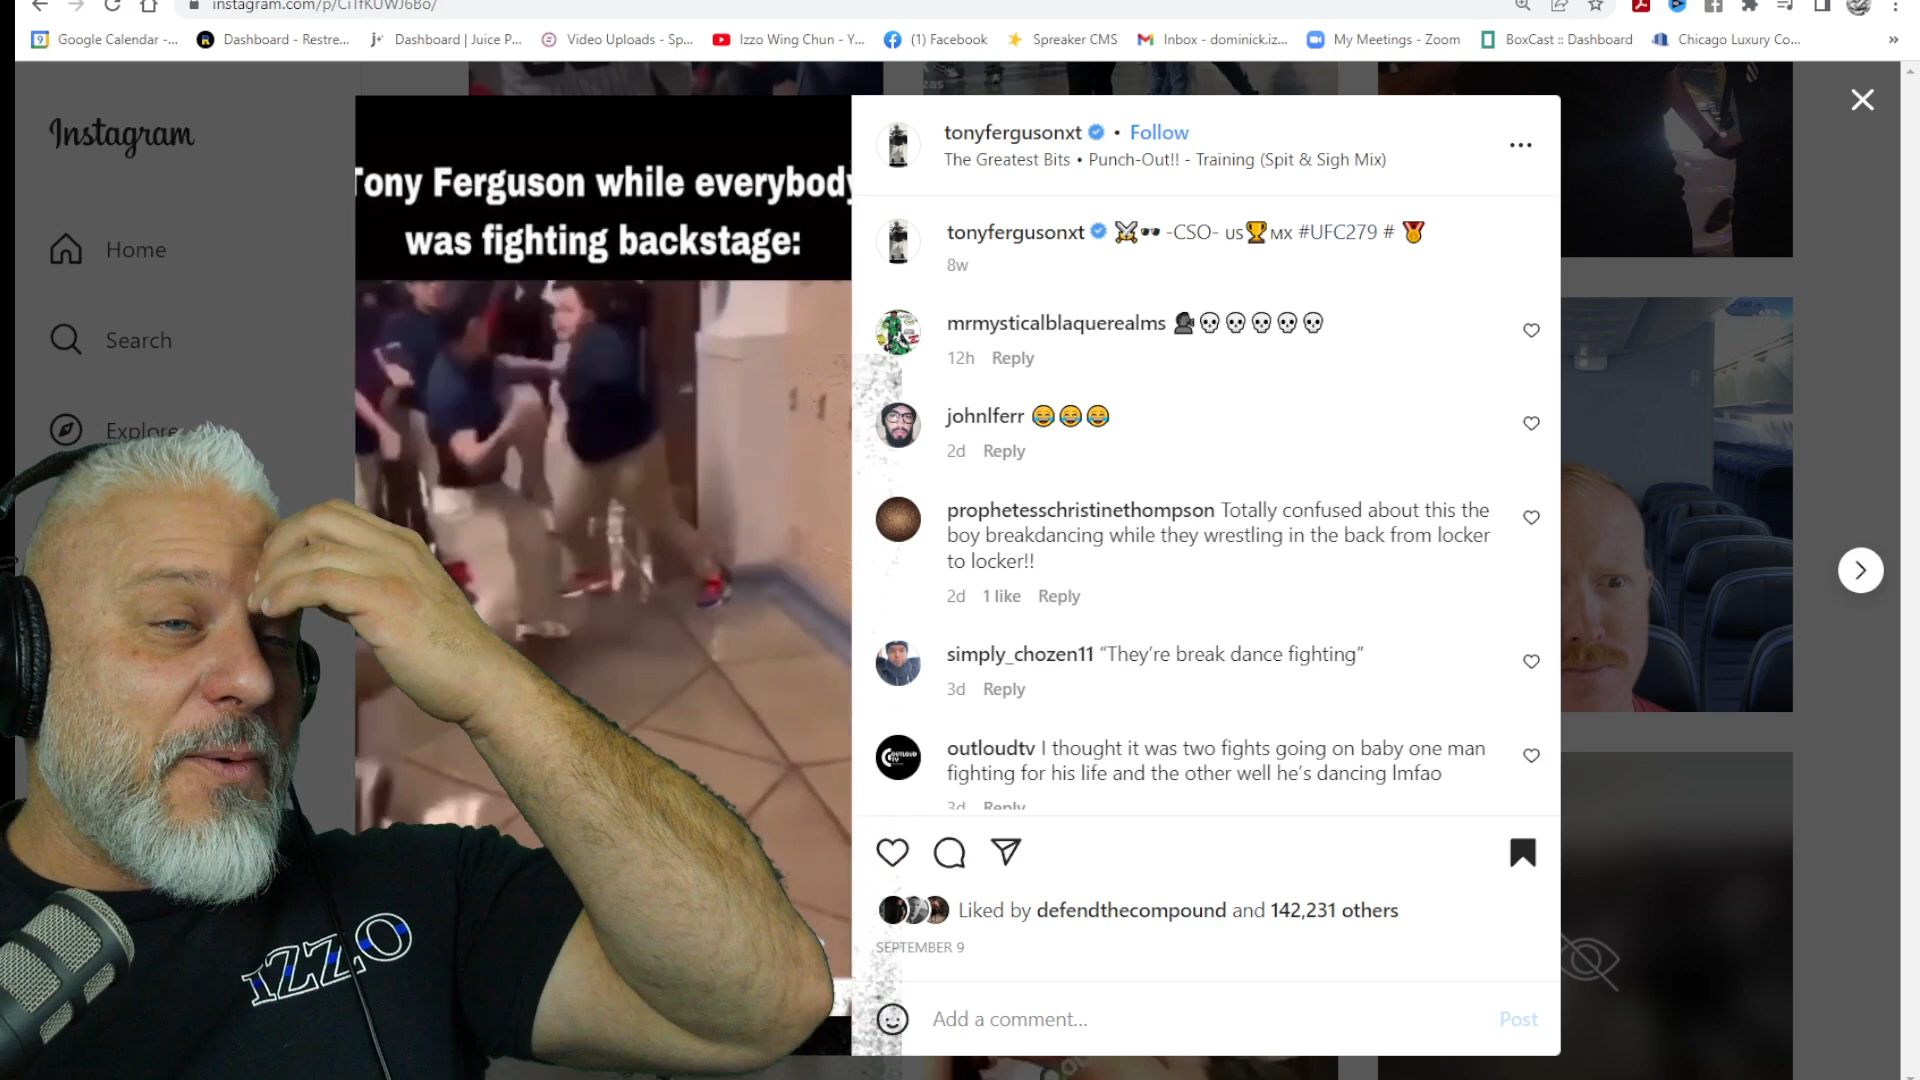 instagram.com/p/CiTfKUWJ6Bo/
Google Calendar -... Dashboard - Restre... Dashboard | Juice P... Video Uploads - Sp... Izzo Wing Chun - Y... (1) Facebook Spreaker CMS Inbox - dominick.iz... My Meetings - Zoom BoxCast :: Dashboard Chicago Luxury Co... »
Instagram
Home
Search
Explore
Tony Ferguson while everybody
was fighting backstage:
IZZO
tonyfergusonxt • Follow
The Greatest Bits • Punch-Out!! - Training (Spit & Sigh Mix)
tonyfergusonxt ⚔️🕶️ -CSO- us🏆мx #UFC279 # 🏅
8w
mrmysticalblaquerealms 🗣💀💀💀💀💀
12h Reply
johnlferr 😂😂😂
2d Reply
prophetesschristinethompson Totally confused about this the
boy breakdancing while they wrestling in the back from locker
to locker!!
2d 1 like Reply
simply_chozen11 “They’re break dance fighting”
3d Reply
outloudtv I thought it was two fights going on baby one man
fighting for his life and the other well he’s dancing lmfao
3d Reply
Liked by defendthecompound and 142,231 others
SEPTEMBER 9
Add a comment...
Post